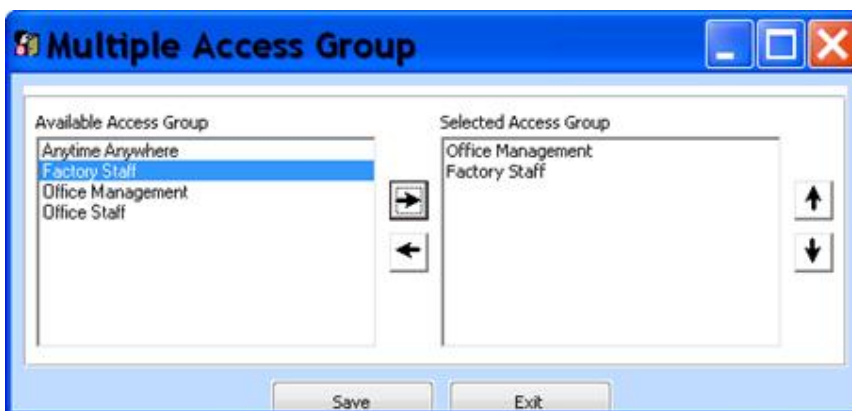 Multiple Access Group
Available Access Group
Anytime Anywhere
Factory Staff
Office Management
Office Staff
Selected Access Group
Office Management
Factory Staff
Save
Exit